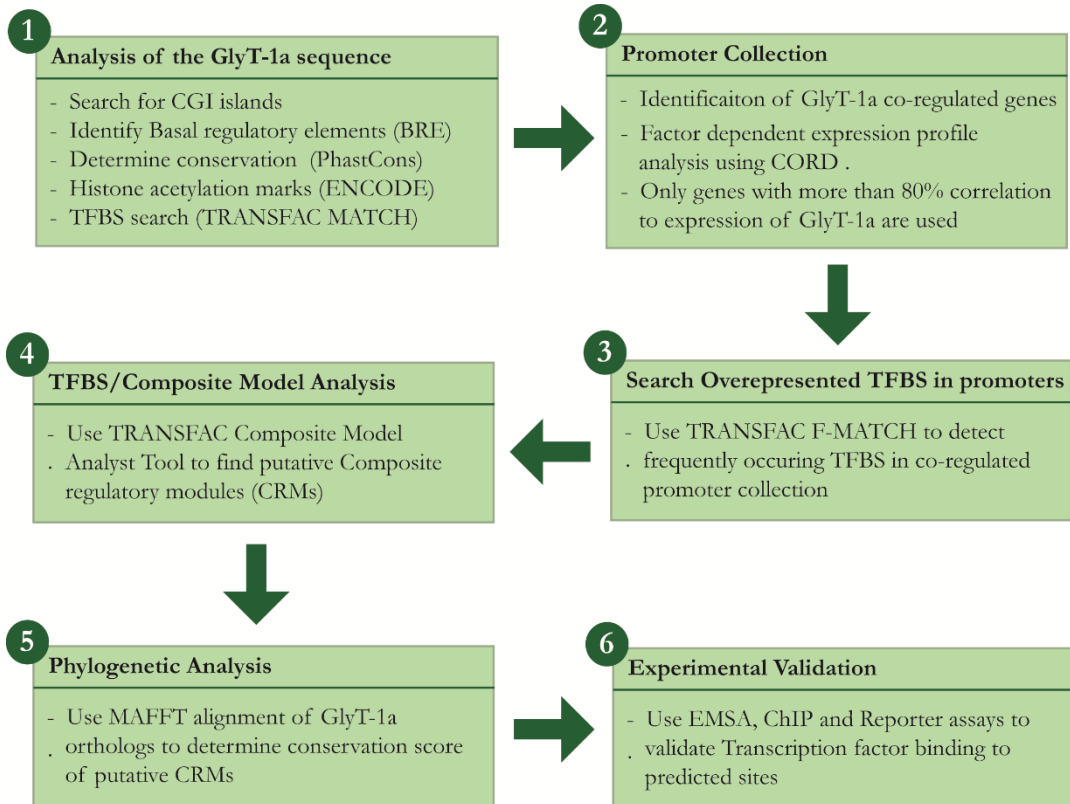 1
Analysis of the GlyT-1a sequence
- Search for CGI islands
- Identify Basal regulatory elements (BRE)
- Determine conservation (PhastCons)
- Histone acetylation marks (ENCODE)
- TFBS search (TRANSFAC MATCH)
2
Promoter Collection
- Identificaiton of GlyT-1a co-regulated genes
- Factor dependent expression profile
analysis using CORD .
- Only genes with more than 80% correlation
to expression of GlyT-1a are used
3
Search Overepresented TFBS in promoters
- Use TRANSFAC F-MATCH to detect
. frequently occuring TFBS in co-regulated
promoter collection
4
TFBS/Composite Model Analysis
- Use TRANSFAC Composite Model
. Analyst Tool to find putative Composite
regulatory modules (CRMs)
5
Phylogenetic Analysis
- Use MAFFT alignment of GlyT-1a
. orthologs to determine conservation score
of putative CRMs
6
Experimental Validation
- Use EMSA, ChIP and Reporter assays to
. validate Transcription factor binding to
predicted sites